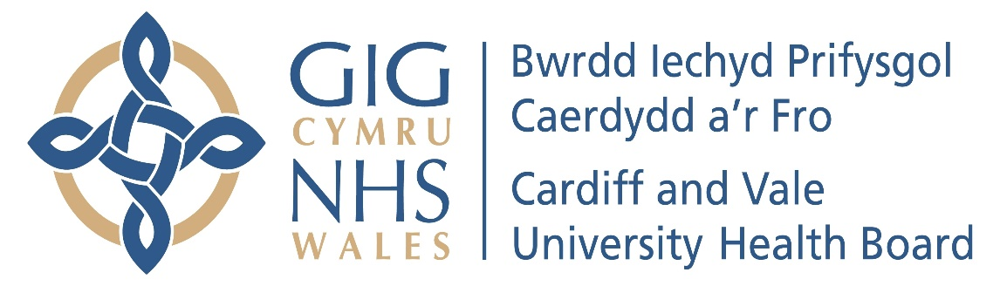 GIG
CYMRU
NHS
WALES
Bwrdd Iechyd Prifysgol
Caerdydd a'r Fro
Cardiff and Vale
University Health Board